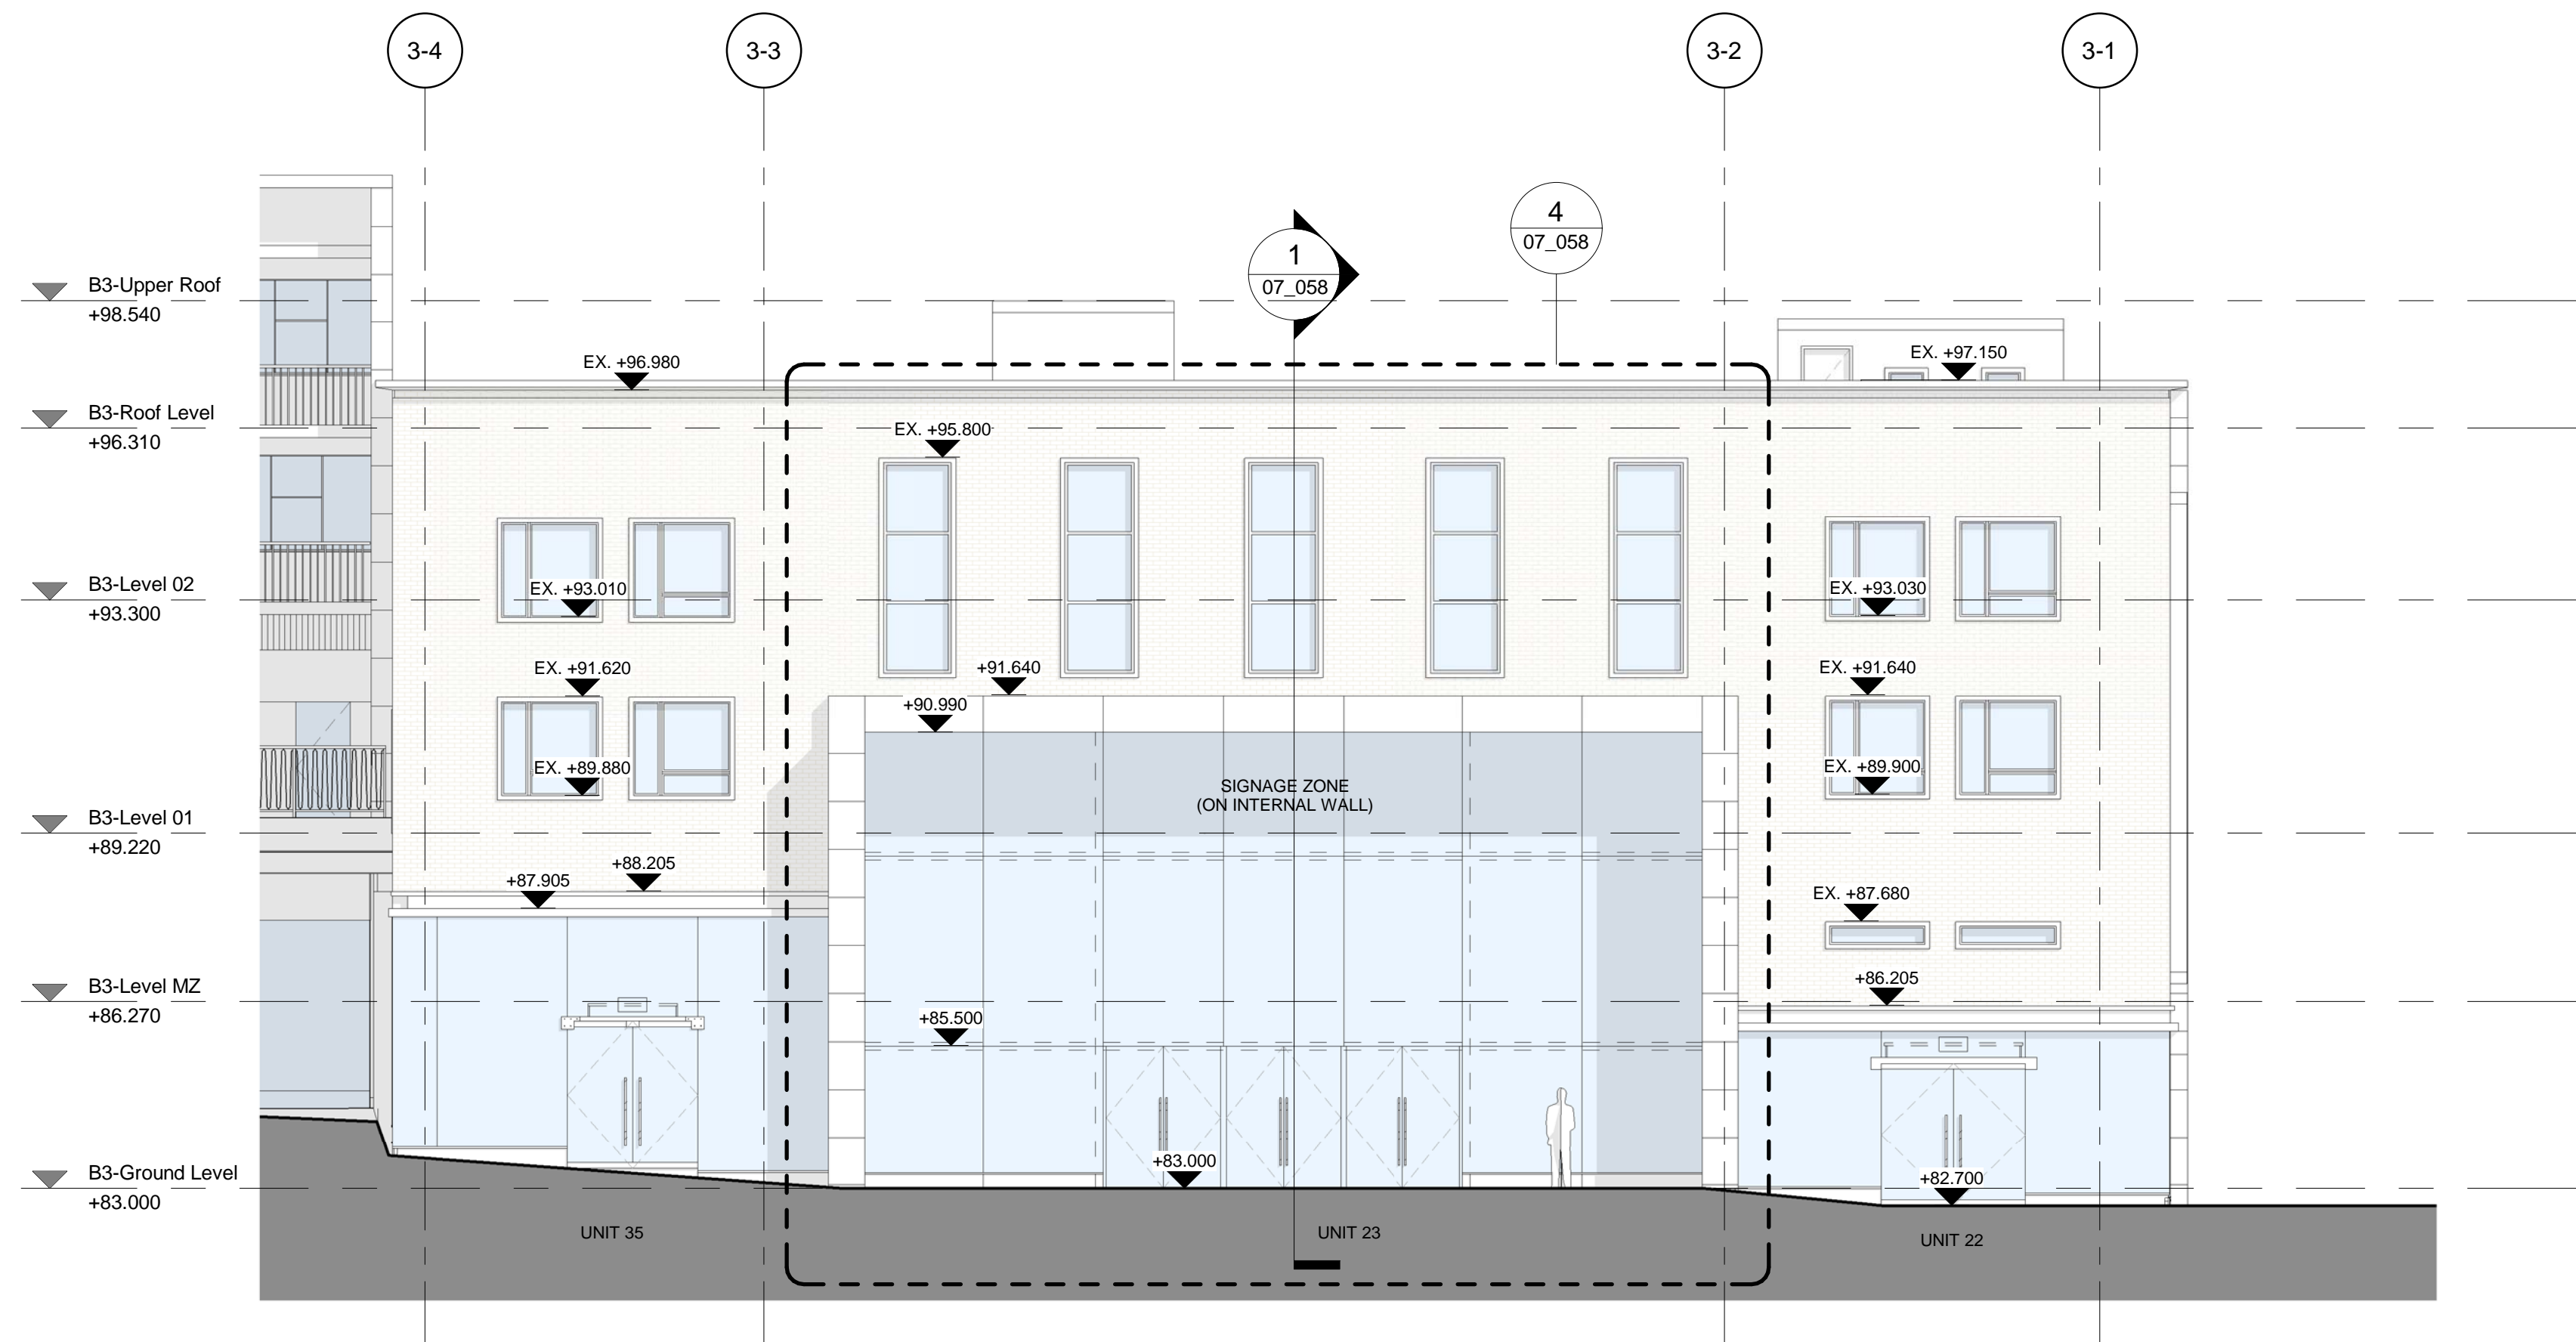 3-4
3-3
3-2
3-1
4
07_058
1
07_058
B3-Upper Roof
+98.540
EX. +96.980
EX. +97.150
B3-Roof Level
+96.310
EX. +95.800
B3-Level 02
+93.300
EX. +93.010
EX. +93.030
EX. +91.620
+91.640
EX. +91.640
+90.990
EX. +89.880
EX. +89.900
SIGNAGE ZONE
(ON INTERNAL WALL)
B3-Level 01
+89.220
+88.205
+87.905
EX. +87.680
B3-Level MZ
+86.270
+86.205
+85.500
B3-Ground Level
+83.000
+83.000
+82.700
UNIT 35
UNIT 23
UNIT 22